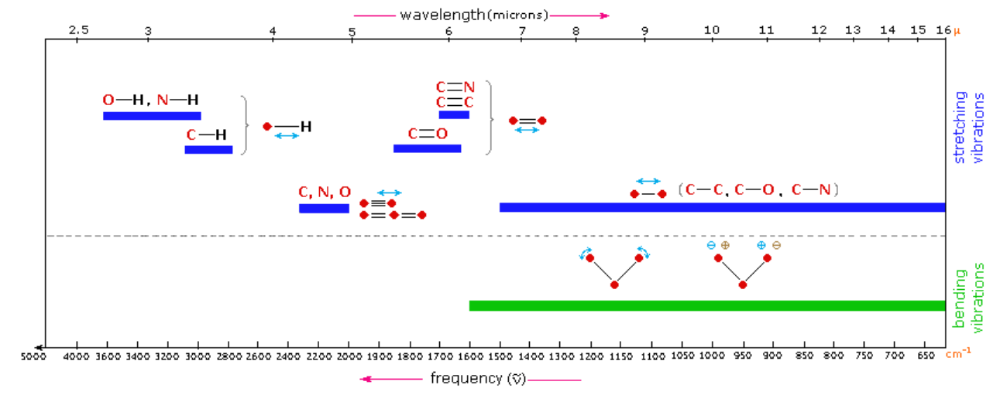 wavelength(microns)
2.5 3 4 5 6 7 8 9 10 11 12 13 14 15 16 μ
C=N
O—H, N—H C=C
C—H H C=O
stretching
vibrations
C, N, O (C—C, C—O, C—N)
⊖ ⊕ ⊕ ⊖
bending
vibrations
5000 4000 3600 3400 3200 3000 2800 2600 2400 2200 2000 1900 1800 1700 1600 1500 1400 1300 1200 1150 1100 1050 1000 950 900 850 800 750 700 650 cm⁻¹
frequency (ν̃)